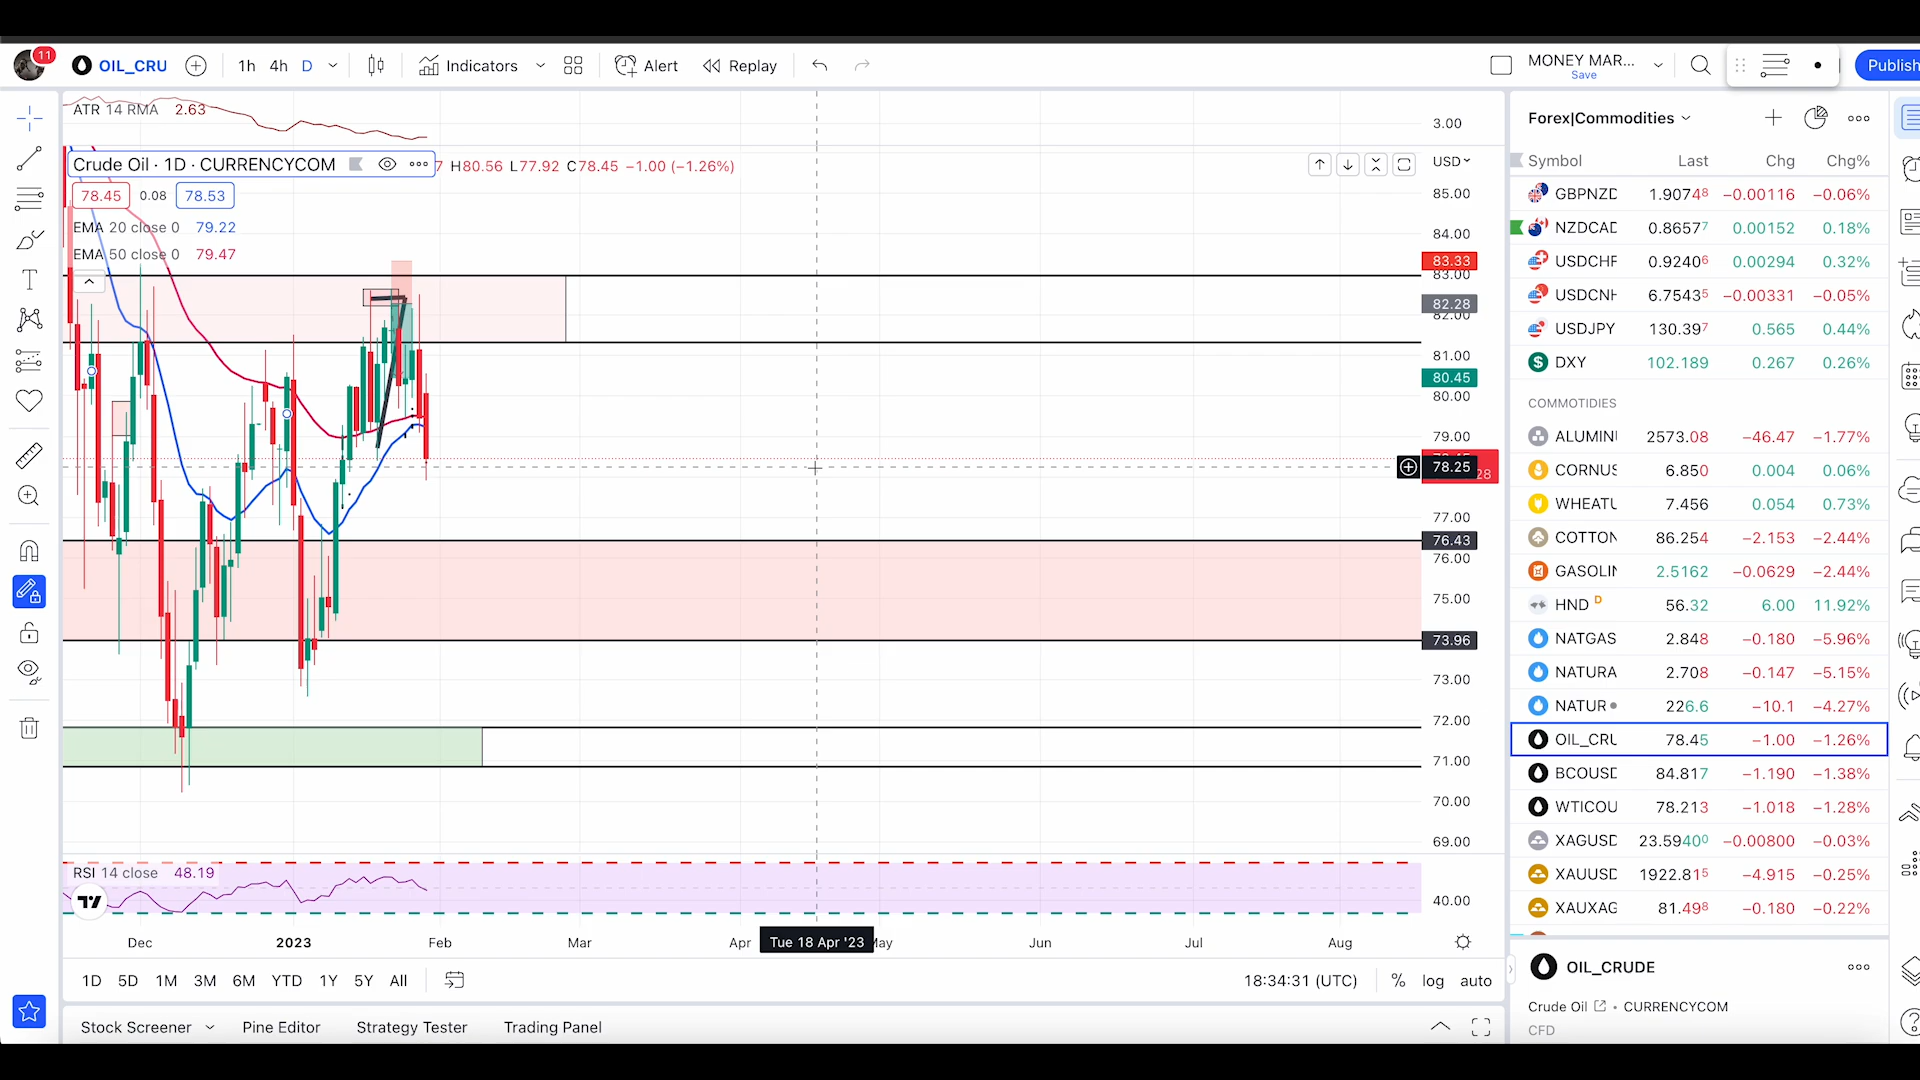 11
OIL_CRU
1h 4h D
Indicators
Alert
Replay
MONEY MAR...
Save
Publish
ATR 14 RMA 2.63
Crude Oil · 1D · CURRENCYCOM
7 H80.56 L77.92 C78.45 −1.00 (−1.26%)
78.45 0.08 78.53
EMA 20 close 0 79.22
EMA 50 close 0 79.47
USD
3.00
85.00
84.00
83.33
83.00
82.28
82.00
81.00
80.45
80.00
79.00
78.25
28
77.00
76.43
76.00
75.00
73.96
73.00
72.00
71.00
70.00
69.00
RSI 14 close 48.19
40.00
Dec 2023 Feb Mar Apr Tue 18 Apr '23 May Jun Jul Aug
1D 5D 1M 3M 6M YTD 1Y 5Y All
18:34:31 (UTC) % log auto
Stock Screener Pine Editor Strategy Tester Trading Panel
Forex|Commodities
Symbol Last Chg Chg%
GBPNZD 1.90748 −0.00116 −0.06%
NZDCAD 0.86577 0.00152 0.18%
USDCHF 0.92406 0.00294 0.32%
USDCNH 6.75435 −0.00331 −0.05%
USDJPY 130.397 0.565 0.44%
DXY 102.189 0.267 0.26%
COMMOTIDIES
ALUMINU 2573.08 −46.47 −1.77%
CORNUS 6.850 0.004 0.06%
WHEATU 7.456 0.054 0.73%
COTTON 86.254 −2.153 −2.44%
GASOLIN 2.5162 −0.0629 −2.44%
HND D 56.32 6.00 11.92%
NATGAS 2.848 −0.180 −5.96%
NATURA 2.708 −0.147 −5.15%
NATUR 226.6 −10.1 −4.27%
OIL_CRU 78.45 −1.00 −1.26%
BCOUSD 84.817 −1.190 −1.38%
WTICOU 78.213 −1.018 −1.28%
XAGUSD 23.59400 −0.00800 −0.03%
XAUUSD 1922.815 −4.915 −0.25%
XAUXAG 81.498 −0.180 −0.22%
OIL_CRUDE
Crude Oil • CURRENCYCOM
CFD